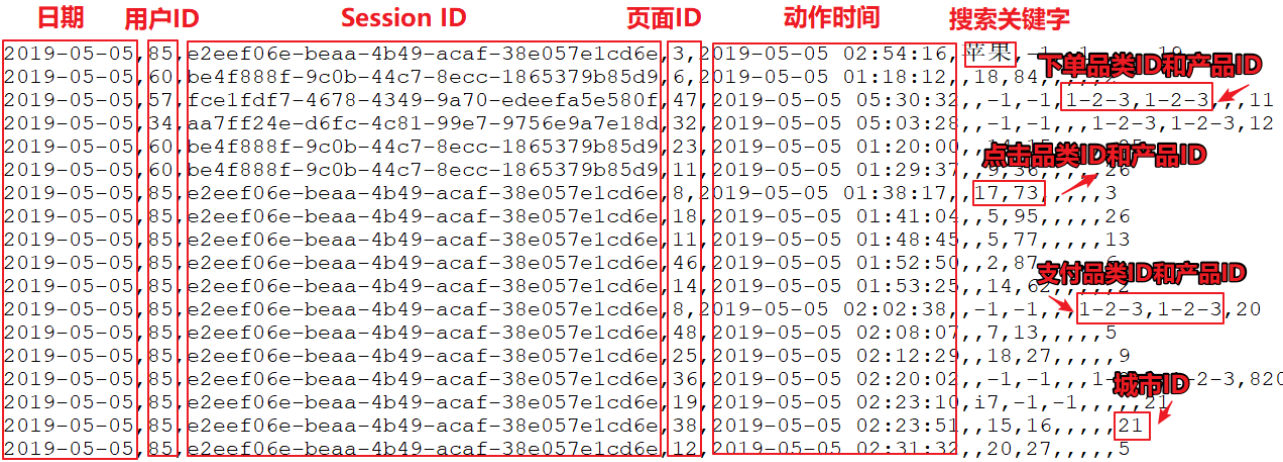 日期 用户ID Session ID 页面ID 动作时间 搜索关键字
2019-05-05,85,e2eef06e-beaa-4b49-acaf-38e057e1cd6e,3,2019-05-05 02:54:16,苹果,-1,-1,,,,,19
下单品类ID和产品ID
2019-05-05,60,be4f888f-9c0b-44c7-8ecc-1865379b85d9,6,2019-05-05 01:18:12,,18,84,,,,,
2019-05-05,57,fce1fdf7-4678-4349-9a70-edeefa5e580f,47,2019-05-05 05:30:32,,-1,-1,1-2-3,1-2-3,,,11
2019-05-05,34,aa7ff24e-d6fc-4c81-99e7-9756e9a7e18d,32,2019-05-05 05:03:28,,-1,-1,,,1-2-3,1-2-3,12
2019-05-05,60,be4f888f-9c0b-44c7-8ecc-1865379b85d9,23,2019-05-05 01:20:00,,
点击品类ID和产品ID
2019-05-05,60,be4f888f-9c0b-44c7-8ecc-1865379b85d9,11,2019-05-05 01:29:37,,9,36,,,,,26
2019-05-05,85,e2eef06e-beaa-4b49-acaf-38e057e1cd6e,8,2019-05-05 01:38:17,,17,73,,,,,3
2019-05-05,85,e2eef06e-beaa-4b49-acaf-38e057e1cd6e,18,2019-05-05 01:41:04,,5,95,,,,,26
2019-05-05,85,e2eef06e-beaa-4b49-acaf-38e057e1cd6e,11,2019-05-05 01:48:45,,5,77,,,,,13
2019-05-05,85,e2eef06e-beaa-4b49-acaf-38e057e1cd6e,46,2019-05-05 01:52:50,,2,87,,,,,6
支付品类ID和产品ID
2019-05-05,85,e2eef06e-beaa-4b49-acaf-38e057e1cd6e,14,2019-05-05 01:53:25,,14,62,,,,,2
2019-05-05,85,e2eef06e-beaa-4b49-acaf-38e057e1cd6e,8,2019-05-05 02:02:38,,-1,-1,,,1-2-3,1-2-3,20
2019-05-05,85,e2eef06e-beaa-4b49-acaf-38e057e1cd6e,48,2019-05-05 02:08:07,,7,13,,,,,5
2019-05-05,85,e2eef06e-beaa-4b49-acaf-38e057e1cd6e,25,2019-05-05 02:12:29,,18,27,,,,,9
2019-05-05,85,e2eef06e-beaa-4b49-acaf-38e057e1cd6e,36,2019-05-05 02:20:02,,-1,-1,,,1-2-3,1-2-3,820
城市ID
2019-05-05,85,e2eef06e-beaa-4b49-acaf-38e057e1cd6e,19,2019-05-05 02:23:10,i7,-1,-1,,,,,21
2019-05-05,85,e2eef06e-beaa-4b49-acaf-38e057e1cd6e,38,2019-05-05 02:23:51,,15,16,,,,,21
2019-05-05,85,e2eef06e-beaa-4b49-acaf-38e057e1cd6e,12,2019-05-05 02:31:32,,20,27,,,,,5